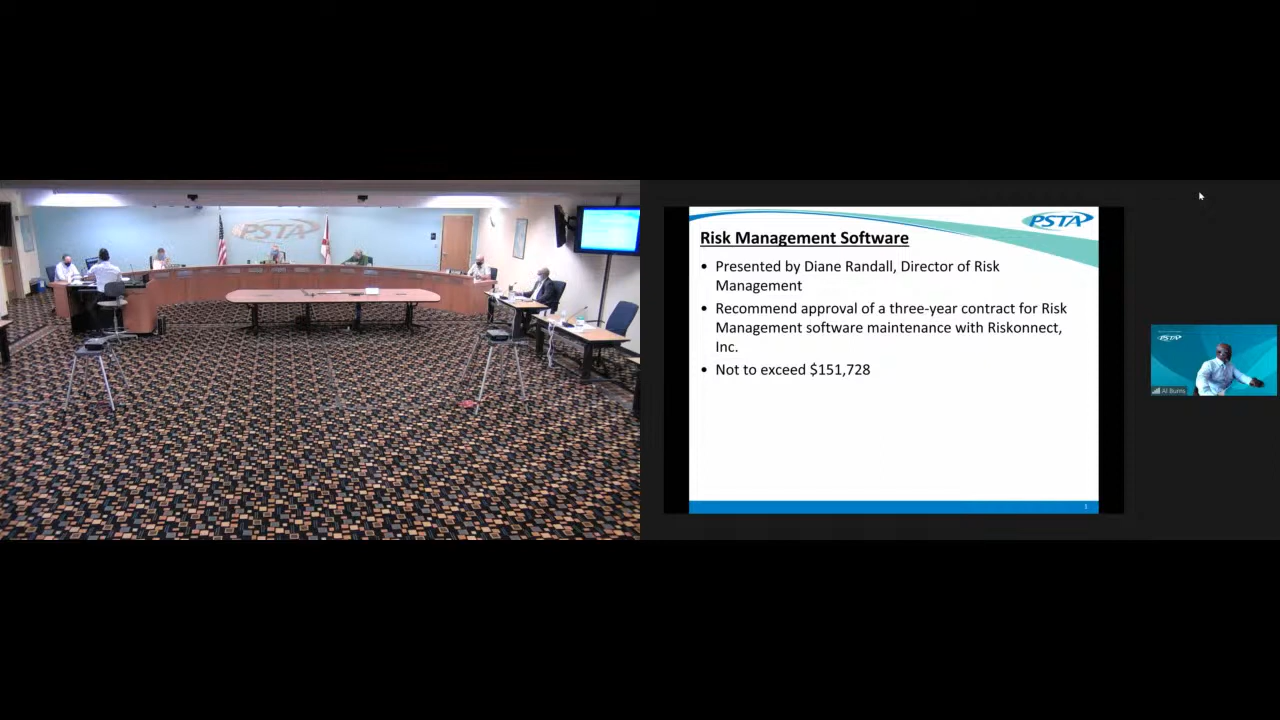 PSTA
PSTA
Risk Management Software
• Presented by Diane Randall, Director of Risk
Management
• Recommend approval of a three-year contract for Risk
Management software maintenance with Riskonnect,
Inc.
• Not to exceed $151,728
1
PSTA
Al Burns